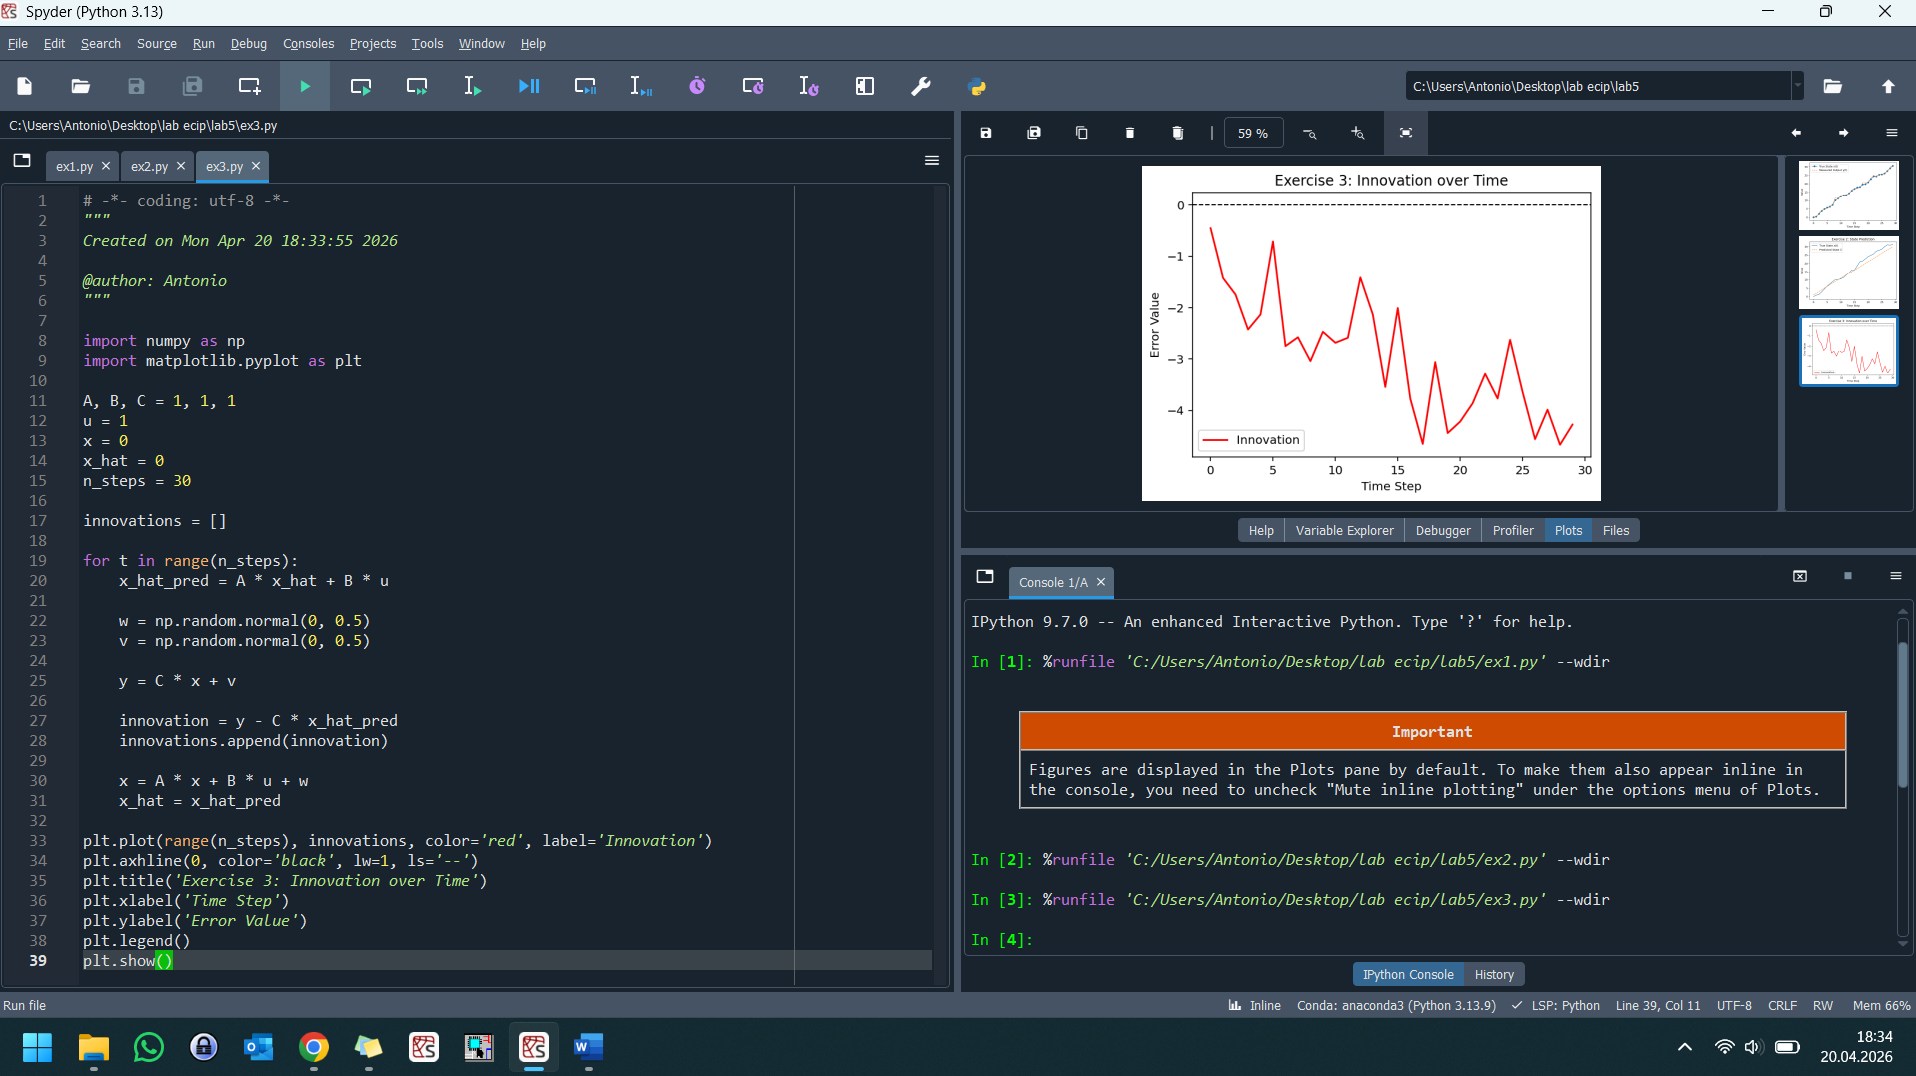 Spyder (Python 3.13)
File Edit Search Source Run Debug Consoles Projects Tools Window Help
C:\Users\Antonio\Desktop\lab ecip\lab5
C:\Users\Antonio\Desktop\lab ecip\lab5\ex3.py
ex1.py ex2.py ex3.py
1 # -*- coding: utf-8 -*-
2 """
3 Created on Mon Apr 20 18:33:55 2026
4
5 @author: Antonio
6 """
7
8 import numpy as np
9 import matplotlib.pyplot as plt
10
11 A, B, C = 1, 1, 1
12 u = 1
13 x = 0
14 x_hat = 0
15 n_steps = 30
16
17 innovations = []
18
19 for t in range(n_steps):
20 x_hat_pred = A * x_hat + B * u
21
22 w = np.random.normal(0, 0.5)
23 v = np.random.normal(0, 0.5)
24
25 y = C * x + v
26
27 innovation = y - C * x_hat_pred
28 innovations.append(innovation)
29
30 x = A * x + B * u + w
31 x_hat = x_hat_pred
32
33 plt.plot(range(n_steps), innovations, color='red', label='Innovation')
34 plt.axhline(0, color='black', lw=1, ls='--')
35 plt.title('Exercise 3: Innovation over Time')
36 plt.xlabel('Time Step')
37 plt.ylabel('Error Value')
38 plt.legend()
39 plt.show()
59 %
Exercise 3: Innovation over Time
0
−1
−2
−3
−4
Error Value
Innovation
0 5 10 15 20 25 30
Time Step
Help Variable Explorer Debugger Profiler Plots Files
Console 1/A
IPython 9.7.0 -- An enhanced Interactive Python. Type '?' for help.
In [1]: %runfile 'C:/Users/Antonio/Desktop/lab ecip/lab5/ex1.py' --wdir
Important
Figures are displayed in the Plots pane by default. To make them also appear inline in
the console, you need to uncheck "Mute inline plotting" under the options menu of Plots.
In [2]: %runfile 'C:/Users/Antonio/Desktop/lab ecip/lab5/ex2.py' --wdir
In [3]: %runfile 'C:/Users/Antonio/Desktop/lab ecip/lab5/ex3.py' --wdir
In [4]:
IPython Console History
Run file
Inline Conda: anaconda3 (Python 3.13.9) LSP: Python Line 39, Col 11 UTF-8 CRLF RW Mem 66%
18:34
20.04.2026